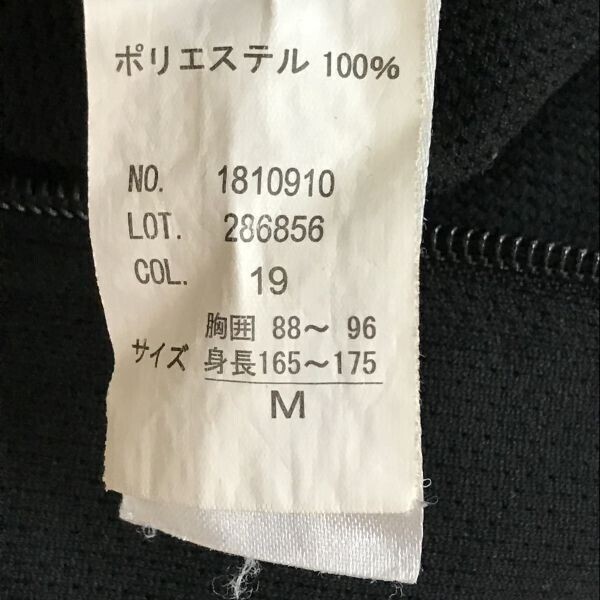 ポリエステル 100%
NO. 1810910
LOT. 286856
COL. 19
胸囲 88～ 96
サイズ 身長165～175
M